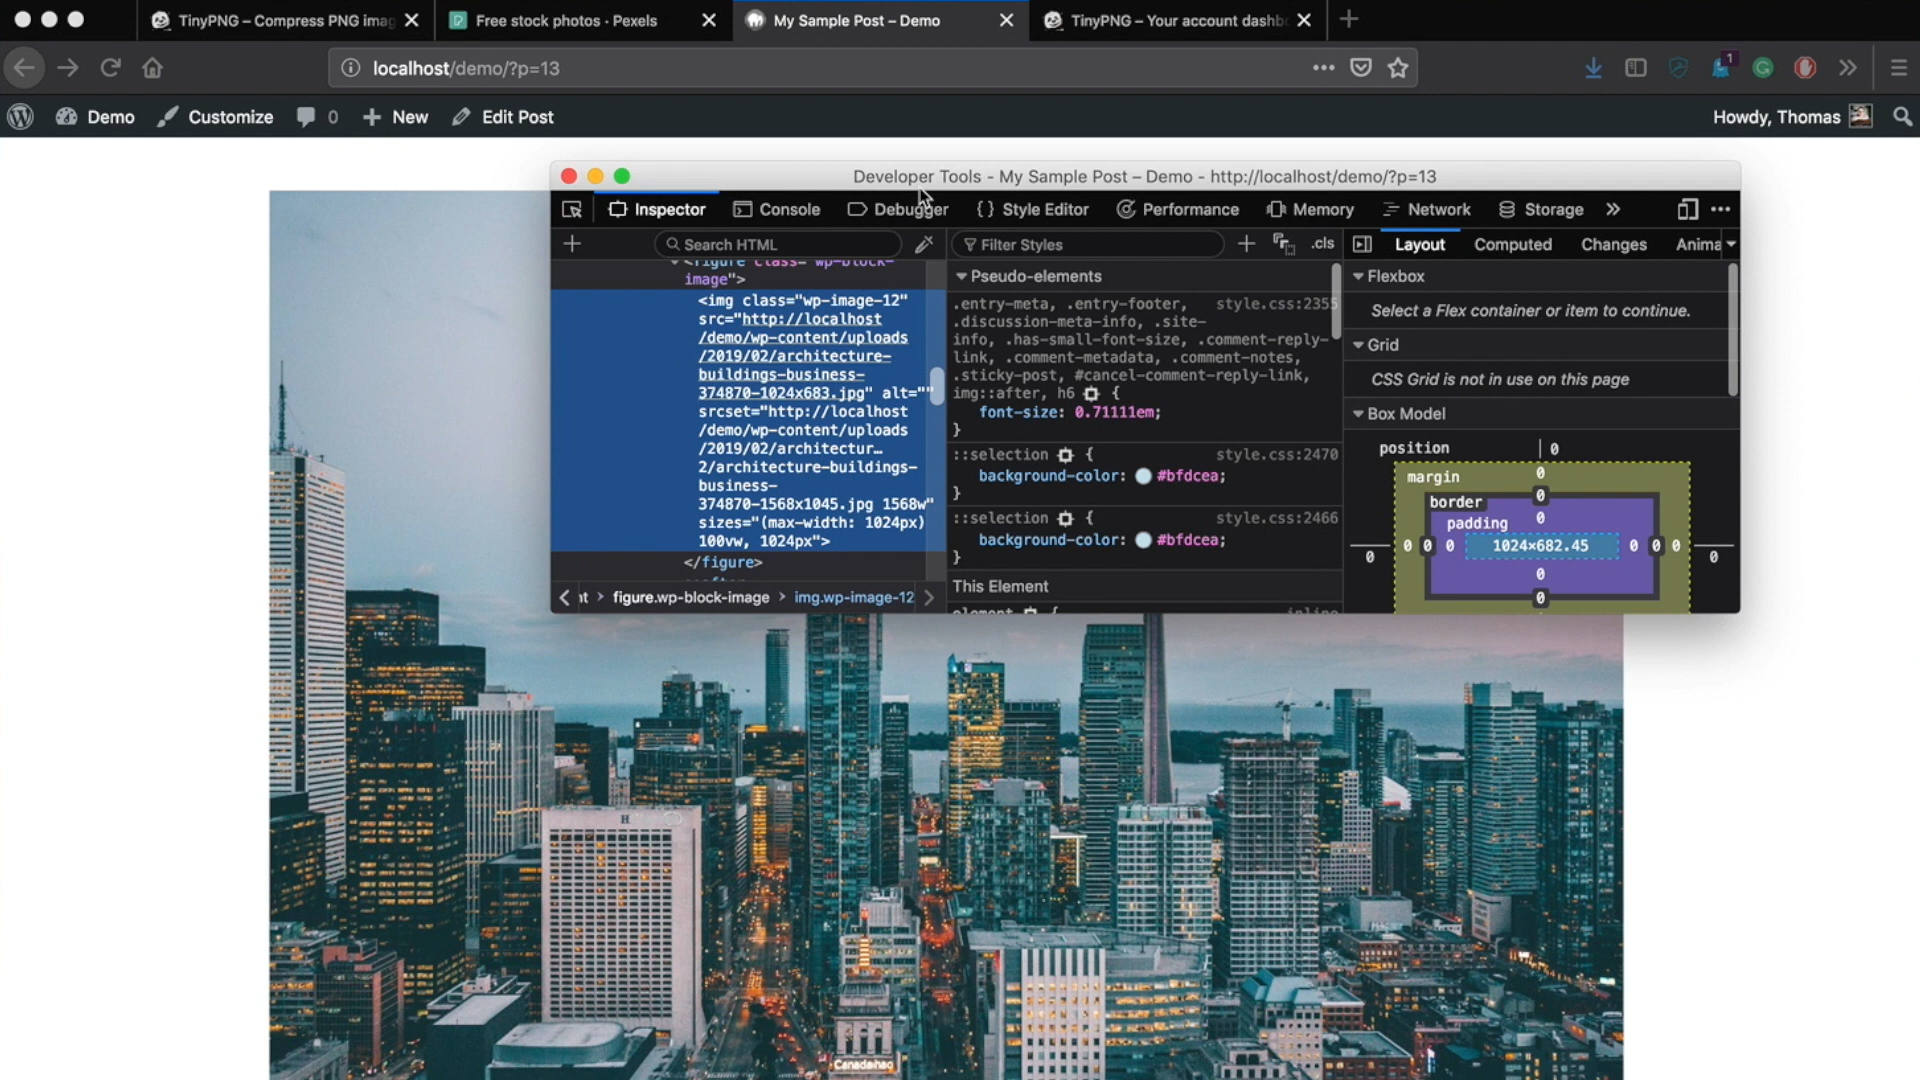 TinyPNG – Compress PNG imag
Free stock photos · Pexels
My Sample Post – Demo
TinyPNG – Your account dashb
localhost/demo/?p=13
1
Demo
Customize
0
New
Edit Post
Howdy, Thomas
Developer Tools - My Sample Post – Demo - http://localhost/demo/?p=13
Inspector
Console
Debugger
{ } Style Editor
Performance
Memory
Network
Storage
Search HTML
Filter Styles
.cls
Layout
Computed
Changes
Anima
<figure class="wp-block-
image">
<img class="wp-image-12"
src="http://localhost
/demo/wp-content/uploads
/2019/02/architecture-
buildings-business-
374870-1024x683.jpg" alt=""
srcset="http://localhost
/demo/wp-content/uploads
/2019/02/architectur…
2/architecture-buildings-
business-
374870-1568x1045.jpg 1568w"
sizes="(max-width: 1024px)
100vw, 1024px">
</figure>
nt > figure.wp-block-image > img.wp-image-12
Pseudo-elements
.entry-meta, .entry-footer, style.css:2355
.discussion-meta-info, .site-
info, .has-small-font-size, .comment-reply-
link, .comment-metadata, .comment-notes,
.sticky-post, #cancel-comment-reply-link,
img::after, h6 {
font-size: 0.71111em;
}
::selection { style.css:2470
background-color: #bfdcea;
}
::selection { style.css:2466
background-color: #bfdcea;
}
This Element
element { inline
Flexbox
Select a Flex container or item to continue.
Grid
CSS Grid is not in use on this page
Box Model
position 0
margin 0
border 0
padding 0
0 0 0 0 1024×682.45 0 0 0 0
0
0
H